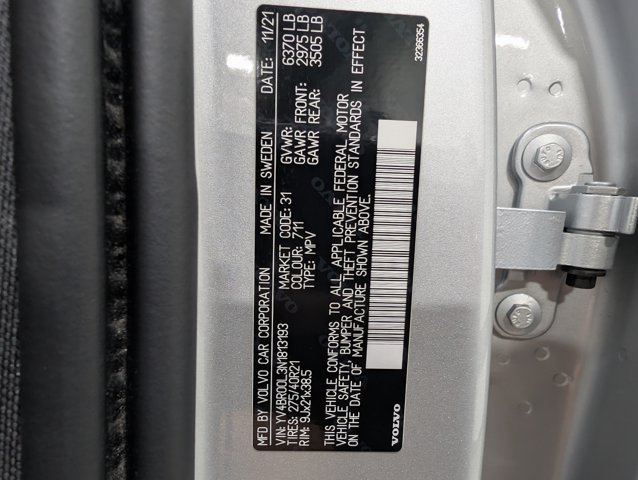 MFD BY VOLVO CAR CORPORATION MADE IN SWEDEN DATE: 11/21
VIN: YV4BR00L3N1813193 MARKET CODE: 31 GVWR: 6370 LB
TIRES: 275/40R21 COLOUR: 711 GAWR FRONT: 2975 LB
RIM: 9Jx21x38.5 TYPE: MPV GAWR REAR: 3505 LB
THIS VEHICLE CONFORMS TO ALL APPLICABLE FEDERAL MOTOR
VEHICLE SAFETY, BUMPER AND THEFT PREVENTION STANDARDS IN EFFECT
ON THE DATE OF MANUFACTURE SHOWN ABOVE.
VOLVO 32366354